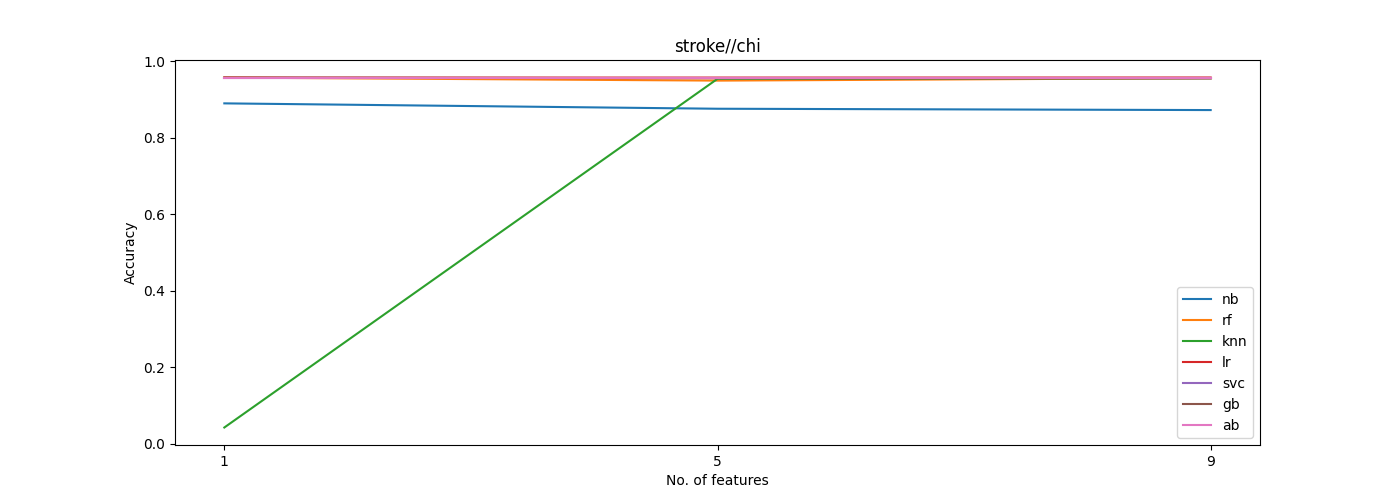 stroke//chi
1.0
0.8
0.6
0.4
0.2
0.0
Accuracy
1 5 9
No. of features
nb
rf
knn
lr
svc
gb
ab